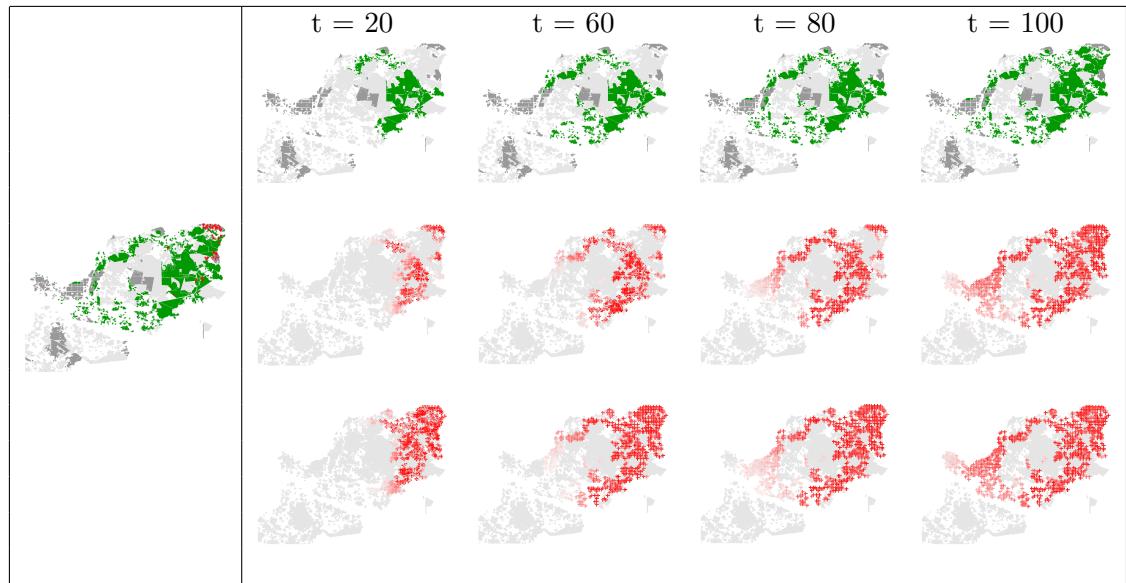 t = 20 t = 60 t = 80 t = 100